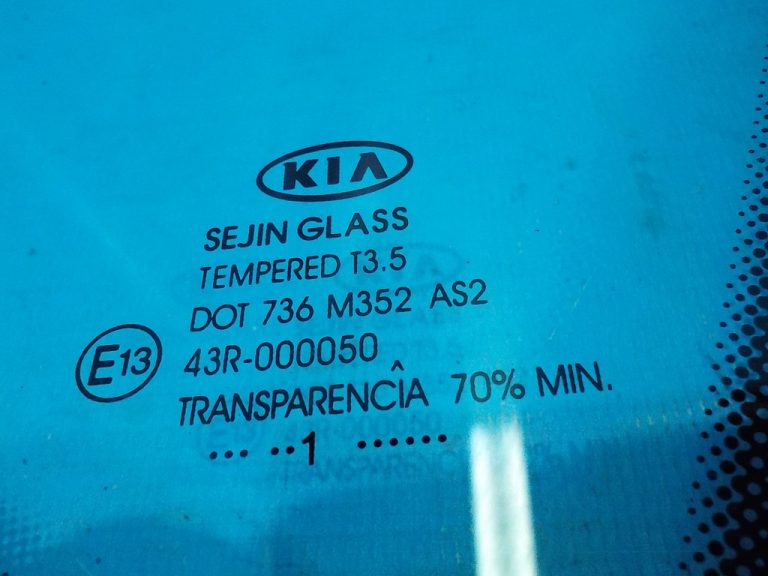 KIA
SEJIN GLASS
TEMPERED T3.5
DOT 736 M352 AS2
E13 43R-000050
TRANSPARENCÎA 70% MIN.
... ..1 ......